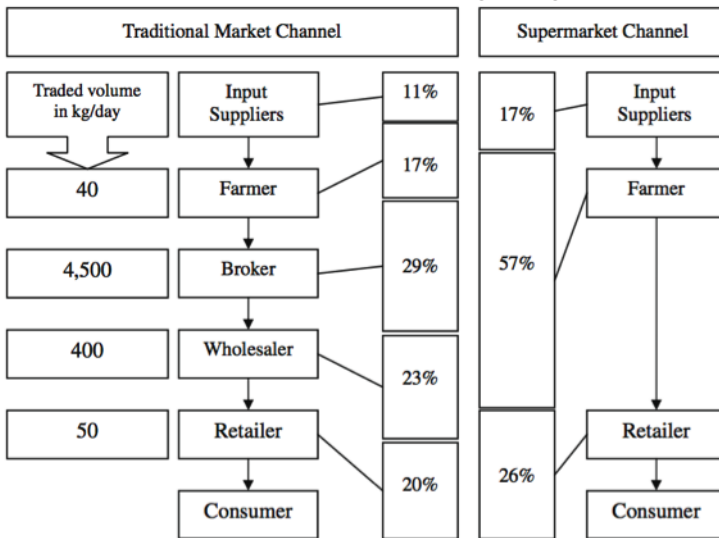 Traditional Market Channel
Supermarket Channel
Traded volume
in kg/day
Input
Suppliers
11%
17%
Input
Suppliers
17%
40
Farmer
Farmer
4,500
Broker
29%
57%
400
Wholesaler
23%
50
Retailer
Retailer
20%
26%
Consumer
Consumer